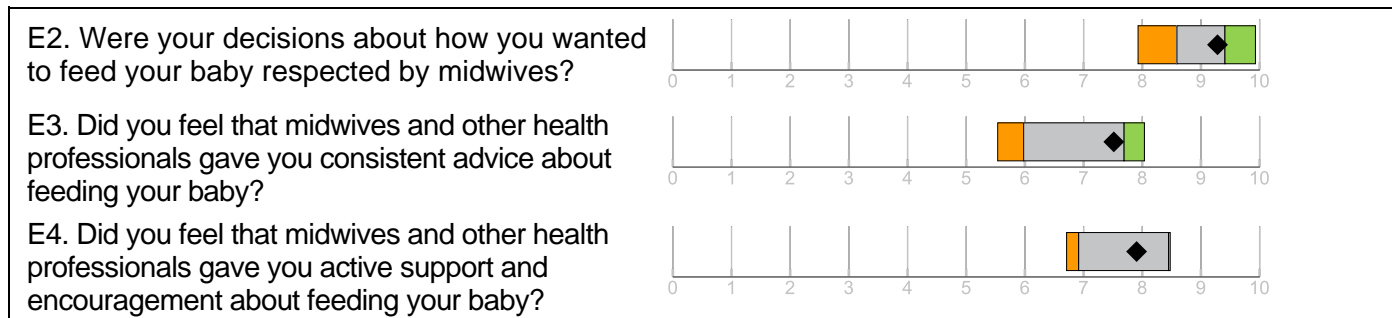 E2. Were your decisions about how you wanted
to feed your baby respected by midwives?
0 1 2 3 4 5 6 7 8 9 10
E3. Did you feel that midwives and other health
professionals gave you consistent advice about
feeding your baby?
0 1 2 3 4 5 6 7 8 9 10
E4. Did you feel that midwives and other health
professionals gave you active support and
encouragement about feeding your baby?
0 1 2 3 4 5 6 7 8 9 10